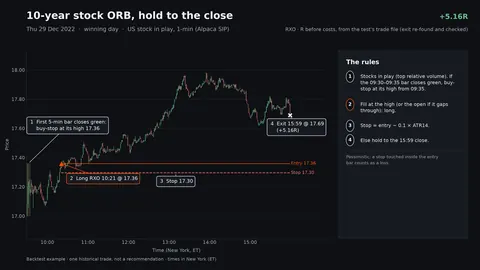 10-year stock ORB, hold to the close
+5.16R
Thu 29 Dec 2022 · winning day · US stock in play, 1-min (Alpaca SIP)
RXO · R before costs, from the test's trade file (exit re-found and checked)
18.00
17.80
17.60
17.40
17.20
17.00
Price
1 First 5-min bar closes green:
buy-stop at its high 17.36
2 Long RXO 10:21 @ 17.36
3 Stop 17.30
4 Exit 15:59 @ 17.69
(+5.16R)
Entry 17.36
Stop 17.30
10:00
11:00
12:00
13:00
14:00
15:00
Time (New York, ET)
The rules
1 Stocks in play (top relative volume). If
the 09:30-09:35 bar closes green, buy-
stop at its high from 09:35.
2 Fill at the high (or the open if it gaps
through); long.
3 Stop = entry − 0.1 × ATR14.
4 Else hold to the 15:59 close.
Pessimistic: a stop touched inside the entry
bar counts as a loss.
Backtest example · one historical trade, not a recommendation · times in New York (ET)